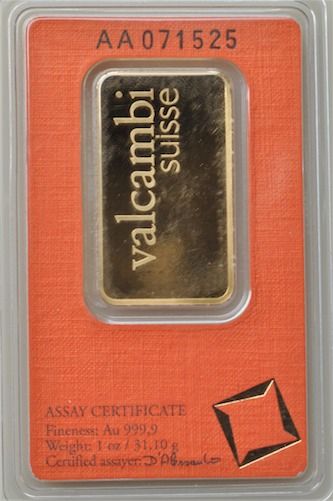 AA071525
valcambi
suisse
ASSAY CERTIFICATE
Fineness: Au 999,9
Weight: 1 oz / 31,10 g
Certified assayer: